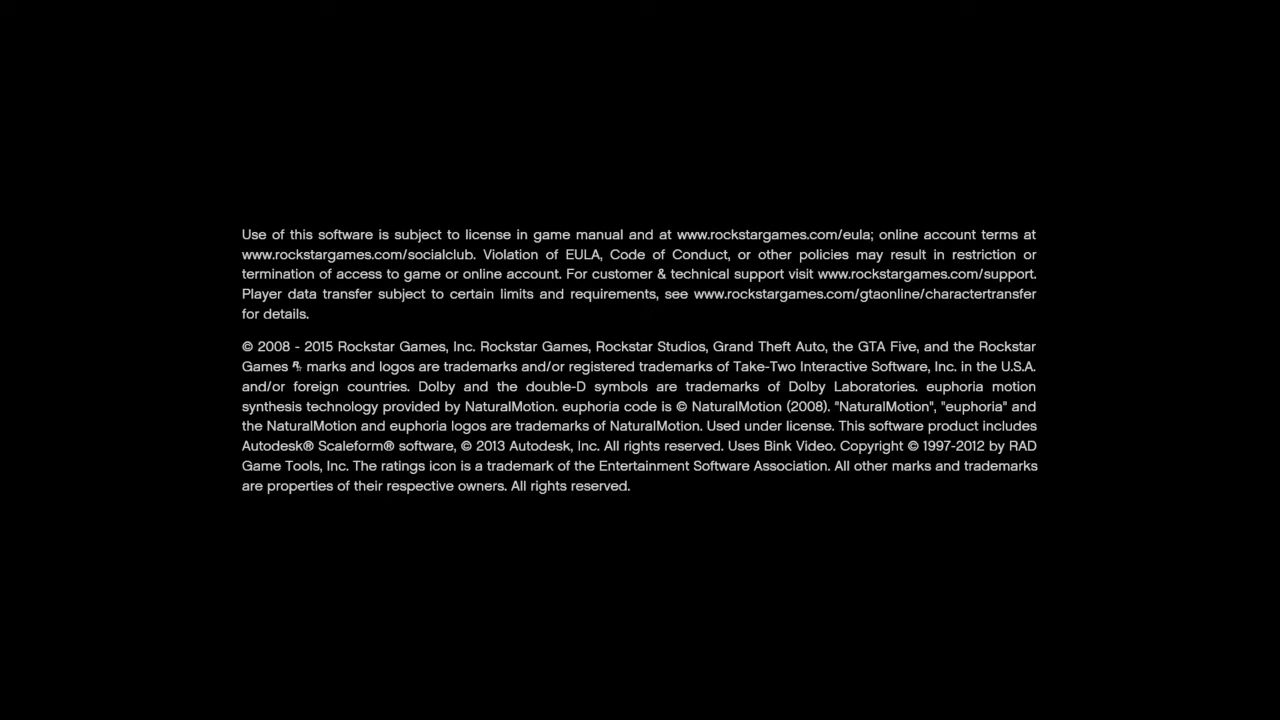 Use of this software is subject to license in game manual and at www.rockstargames.com/eula; online account terms at
www.rockstargames.com/socialclub. Violation of EULA, Code of Conduct, or other policies may result in restriction or
termination of access to game or online account. For customer & technical support visit www.rockstargames.com/support.
Player data transfer subject to certain limits and requirements, see www.rockstargames.com/gtaonline/charactertransfer
for details.
© 2008 - 2015 Rockstar Games, Inc. Rockstar Games, Rockstar Studios, Grand Theft Auto, the GTA Five, and the Rockstar
Games R* marks and logos are trademarks and/or registered trademarks of Take-Two Interactive Software, Inc. in the U.S.A.
and/or foreign countries. Dolby and the double-D symbols are trademarks of Dolby Laboratories. euphoria motion
synthesis technology provided by NaturalMotion. euphoria code is © NaturalMotion (2008). "NaturalMotion", "euphoria" and
the NaturalMotion and euphoria logos are trademarks of NaturalMotion. Used under license. This software product includes
Autodesk® Scaleform® software, © 2013 Autodesk, Inc. All rights reserved. Uses Bink Video. Copyright © 1997-2012 by RAD
Game Tools, Inc. The ratings icon is a trademark of the Entertainment Software Association. All other marks and trademarks
are properties of their respective owners. All rights reserved.